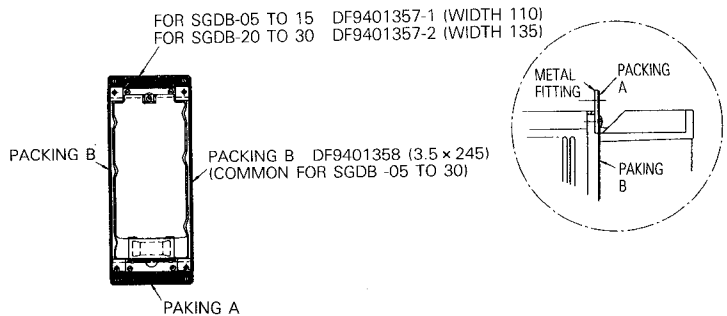 FOR SGDB-05 TO 15 DF9401357-1 (WIDTH 110)
FOR SGDB-20 TO 30 DF9401357-2 (WIDTH 135)
METAL
FITTING
PACKING
A
PACKING B
PACKING B DF9401358 (3.5 × 245)
(COMMON FOR SGDB -05 TO 30)
PAKING
B
PAKING A